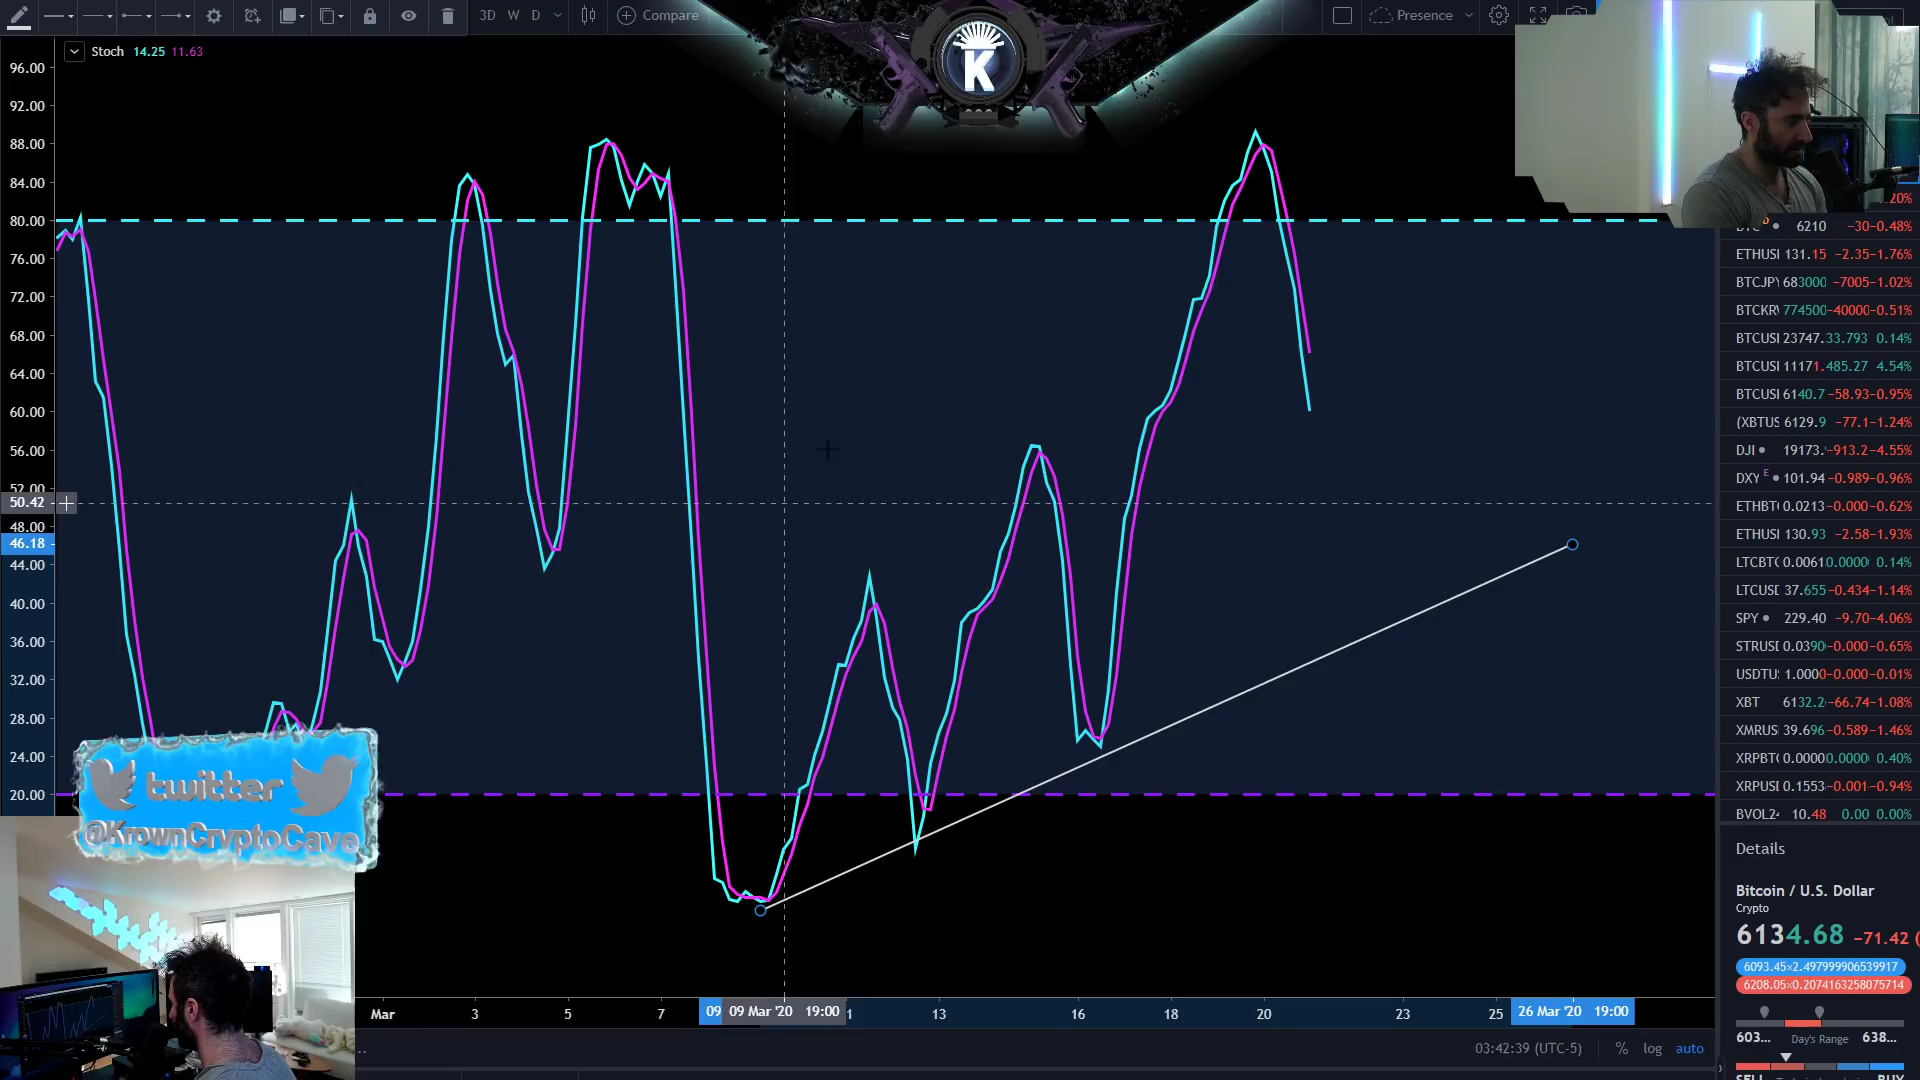 3D W D Compare Presence
K
Stoch 14.25 11.63
96.00
92.00
88.00
84.00
80.00
76.00
72.00
68.00
64.00
60.00
56.00
52.00
50.42
48.00
46.18
44.00
40.00
36.00
32.00
28.00
24.00
20.00
twitter
@KrownCryptoCave
.20%
6210 −30 −0.48%
ETHUSI 131.15 −2.35 −1.76%
BTCJPY 683000 −7005 −1.02%
BTCKRW 774500 −40000 −0.51%
BTCUSI 23747. 33.793 0.14%
BTCUSI 11171. 485.27 4.54%
BTCUSI 6140.7 −58.93 −0.95%
(XBTUS 6129.9 −77.1 −1.24%
DJI 19173. −913.2 −4.55%
DXY E 101.94 −0.989 −0.96%
ETHBT 0.0213 −0.000 −0.62%
ETHUSI 130.93 −2.58 −1.93%
LTCBT 0.0061 0.0000 0.14%
LTCUSD 37.655 −0.434 −1.14%
SPY 229.40 −9.70 −4.06%
STRUSI 0.0390 −0.000 −0.65%
USDTU 1.0000 −0.000 −0.01%
XBT 6132.2 −66.74 −1.08%
XMRUS 39.696 −0.589 −1.46%
XRPBT 0.0000 0.0000 0.40%
XRPUSI 0.1553 −0.001 −0.94%
BVOL24 10.48 0.00 0.00%
Details
Bitcoin / U.S. Dollar
Crypto
6134.68 −71.42 (
6093.45×2.497999906539917
6208.05×0.2074163258075714
603... Day's Range 638...
Mar 3 5 7 09 09 Mar '20 19:00 1 13 16 18 20 23 25 26 Mar '20 19:00
03:42:39 (UTC-5) % log auto